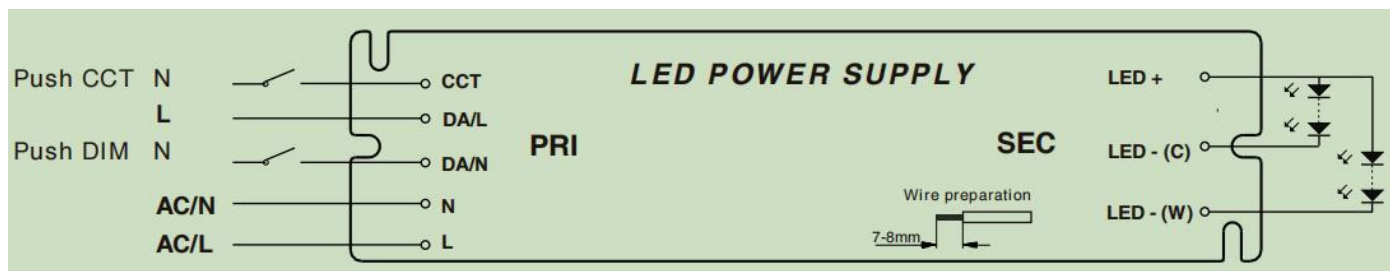 Push CCT N
L
Push DIM N
AC/N
AC/L
CCT
DA/L
DA/N
N
L
LED POWER SUPPLY
PRI
SEC
Wire preparation
7-8mm
LED +
LED - (C)
LED - (W)